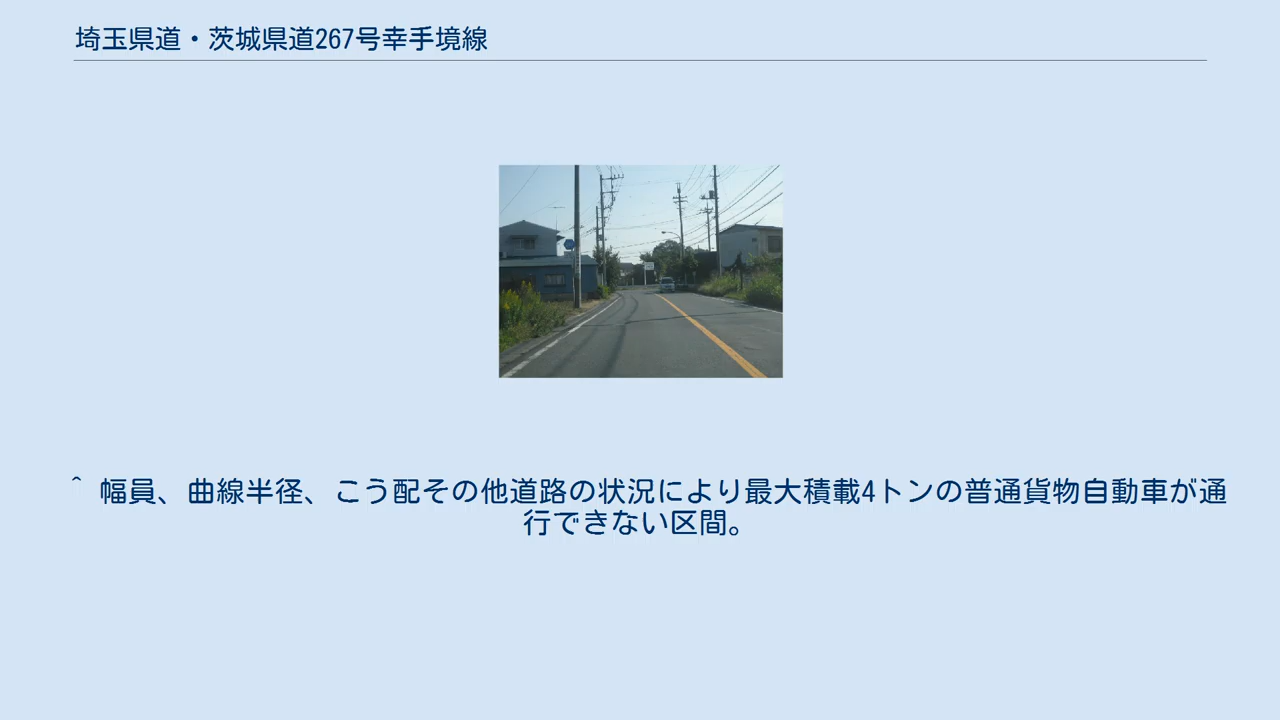 埼玉県道・茨城県道267号幸手境線
^ 幅員、曲線半径、こう配その他道路の状況により最大積載4トンの普通貨物自動車が通
行できない区間。